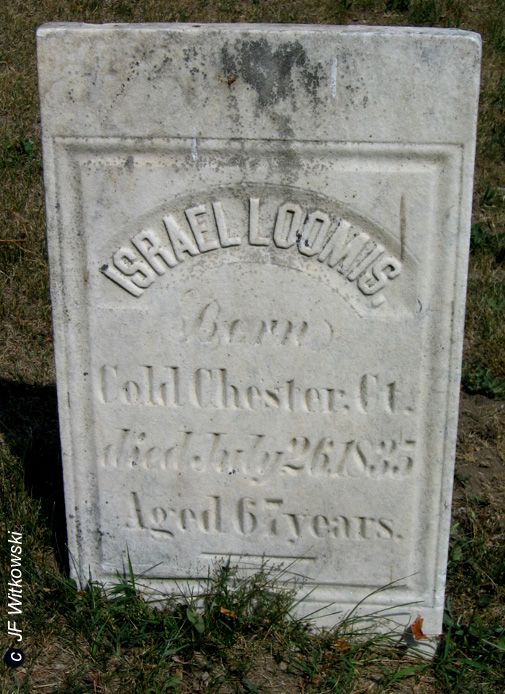 ISRAEL LOOMIS.
Born
Cold Chester, Ct.
died July 26, 1835
Aged 67 years.
c JF Witkowski